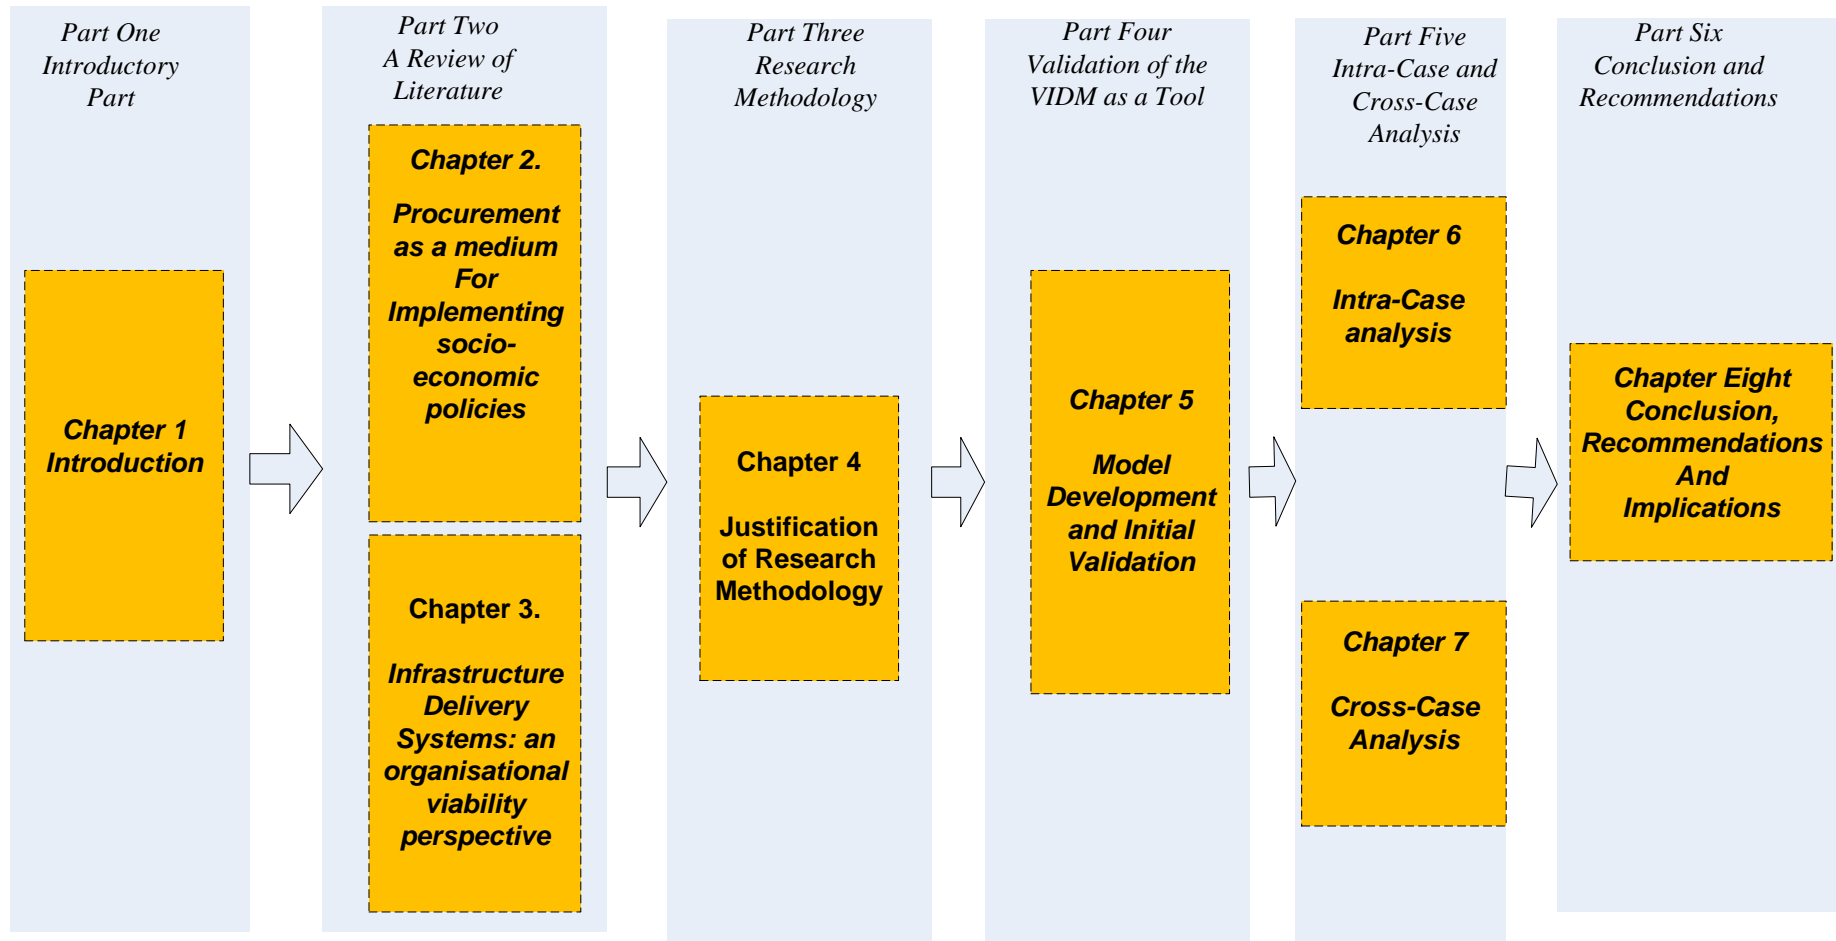 Part One
Introductory
Part
Chapter 1
Introduction
Part Two
A Review of
Literature
Chapter 2.
Procurement
as a medium
For
Implementing
socio-
economic
policies
Chapter 3.
Infrastructure
Delivery
Systems: an
organisational
viability
perspective
Part Three
Research
Methodology
Chapter 4
Justification
of Research
Methodology
Part Four
Validation of the
VIDM as a Tool
Chapter 5
Model
Development
and Initial
Validation
Part Five
Intra-Case and
Cross-Case
Analysis
Chapter 6
Intra-Case
analysis
Chapter 7
Cross-Case
Analysis
Part Six
Conclusion and
Recommendations
Chapter Eight
Conclusion,
Recommendations
And
Implications